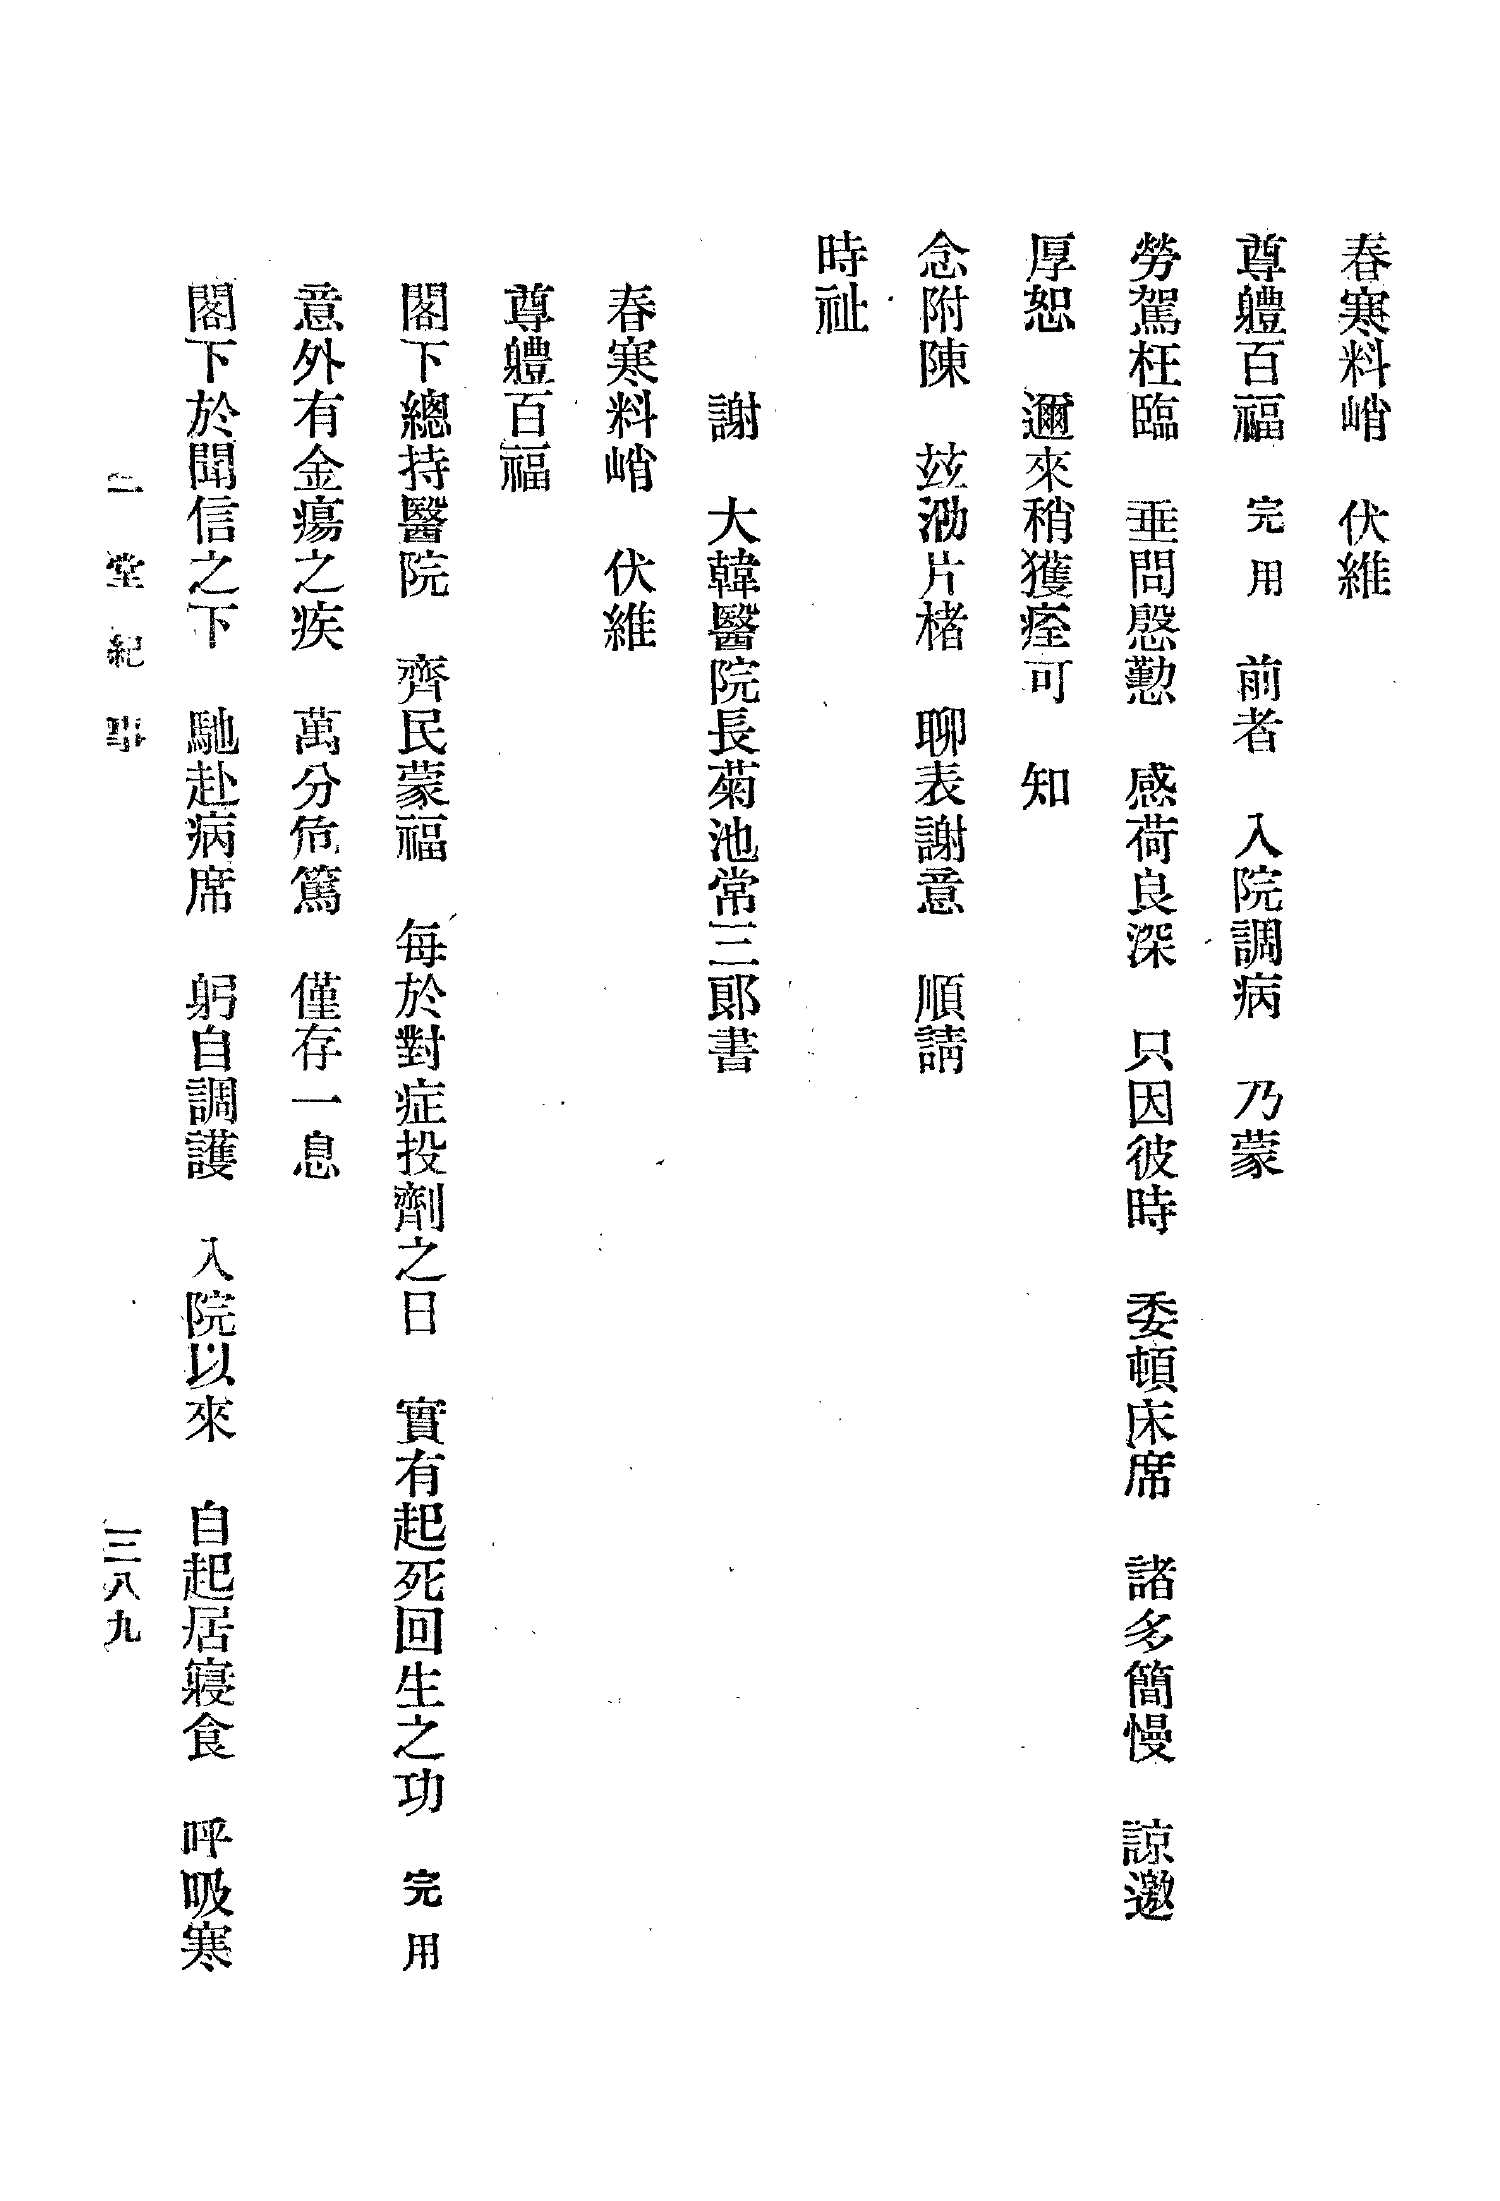 春寒料峭　伏維
尊軆百福　完用　前者　入院調病　乃蒙
勞駕枉臨　垂問慇懃　感荷良深　只因彼時　委頓床席　諸多簡慢　諒邀
厚恕　邇來稍獲痊可　知
念附陳　玆泐片楮　聊表謝意　順請
時祉
謝　大韓醫院長菊池常三郞書
春寒料峭　伏維
尊軆百福
閣下總持醫院　齊民蒙福　每於對症投劑之日　實有起死回生之功　完用
意外有金瘍之疾　萬分危篤　僅存一息
閣下於聞信之下　馳赴病席　躬自調護　入院以來　自起居寢食　呼吸寒
一堂紀事　三八九